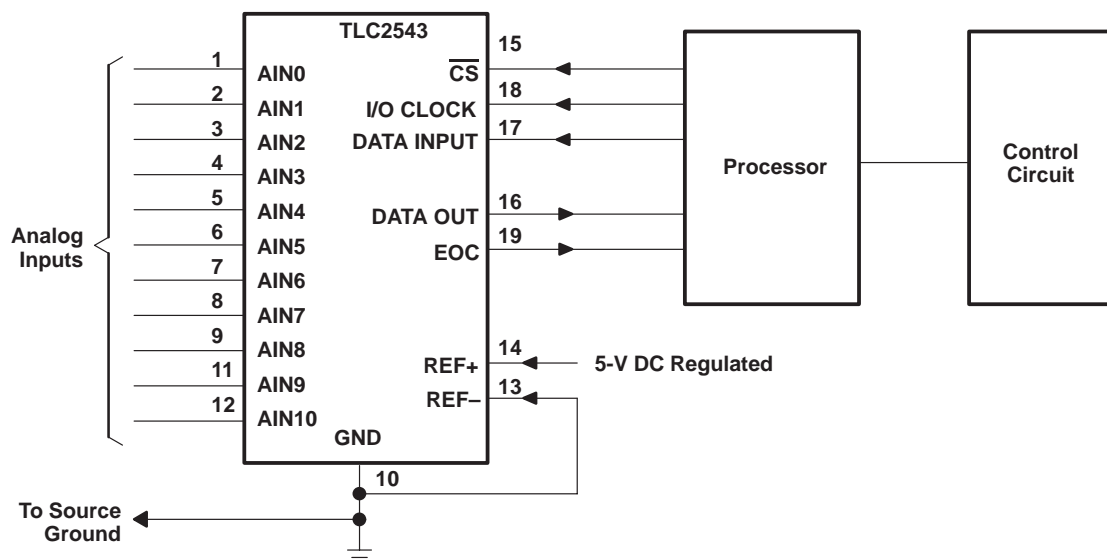 TLC2543
1
AIN0
2
AIN1
3
AIN2
4
AIN3
5
AIN4
6
AIN5
7
AIN6
8
AIN7
9
AIN8
11
AIN9
12
AIN10
Analog
Inputs
15
CS
18
I/O CLOCK
17
DATA INPUT
16
DATA OUT
19
EOC
14
REF+
5-V DC Regulated
13
REF–
GND
10
To Source
Ground
Processor
Control
Circuit